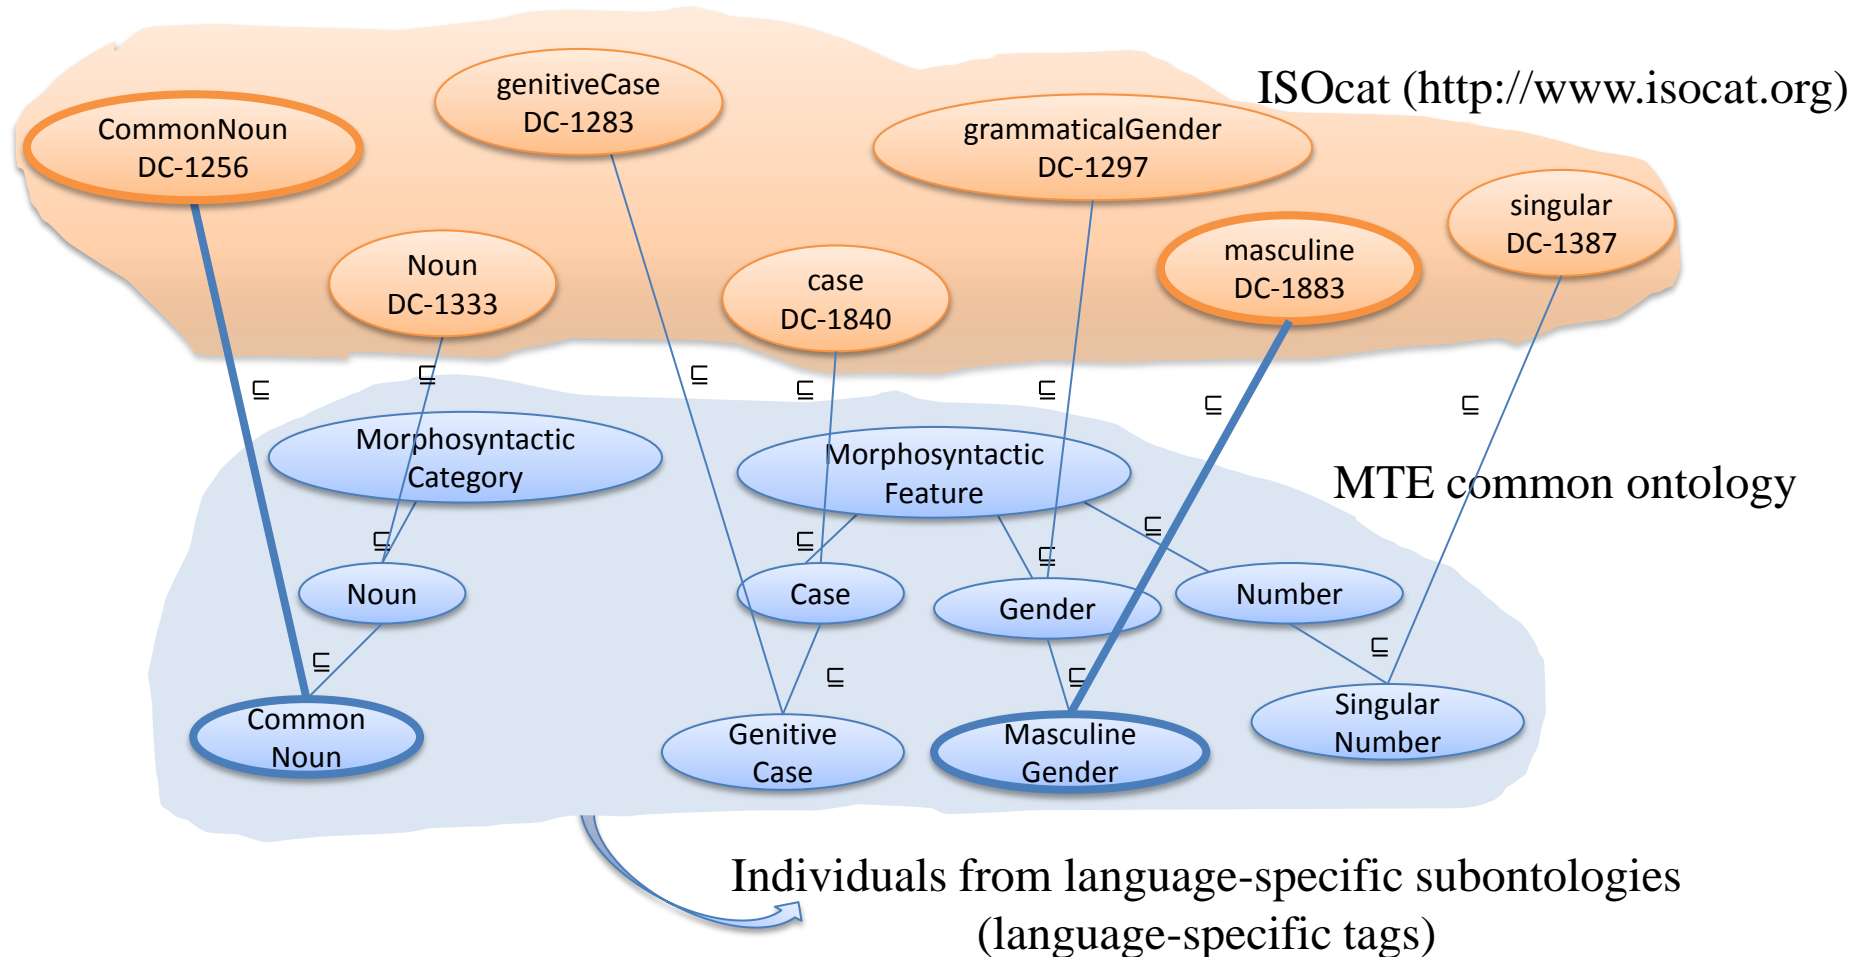 genitiveCase
DC-1283
ISOcat (http://www.isocat.org)
CommonNoun
DC-1256
grammaticalGender
DC-1297
singular
DC-1387
Noun
DC-1333
case
DC-1840
masculine
DC-1883
⊑
⊑
⊑
⊑
⊑
⊑
⊑
Morphosyntactic
Category
Morphosyntactic
Feature
MTE common ontology
⊑
⊑
⊑
⊑
Noun
Case
Gender
Number
⊑
⊑
⊑
⊑
Common
Noun
Genitive
Case
Masculine
Gender
Singular
Number
Individuals from language-specific subontologies
(language-specific tags)